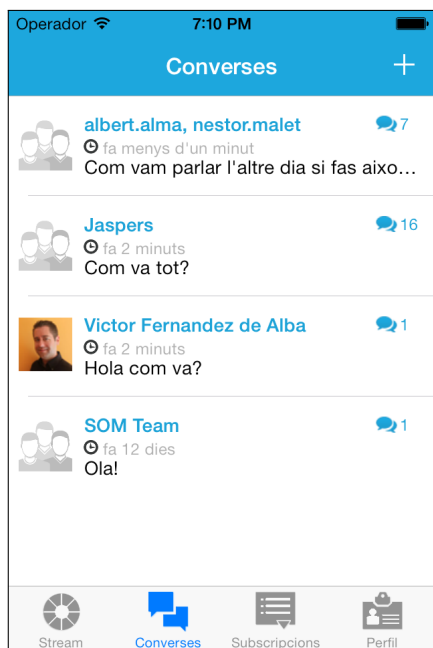 Operador 7:10 PM
Converses +
albert.alma, nestor.malet 7
fa menys d'un minut
Com vam parlar l'altre dia si fas aixo...
Jaspers 16
fa 2 minuts
Com va tot?
Victor Fernandez de Alba 1
fa 2 minuts
Hola com va?
SOM Team 1
fa 12 dies
Ola!
Stream Converses Subscripcions Perfil